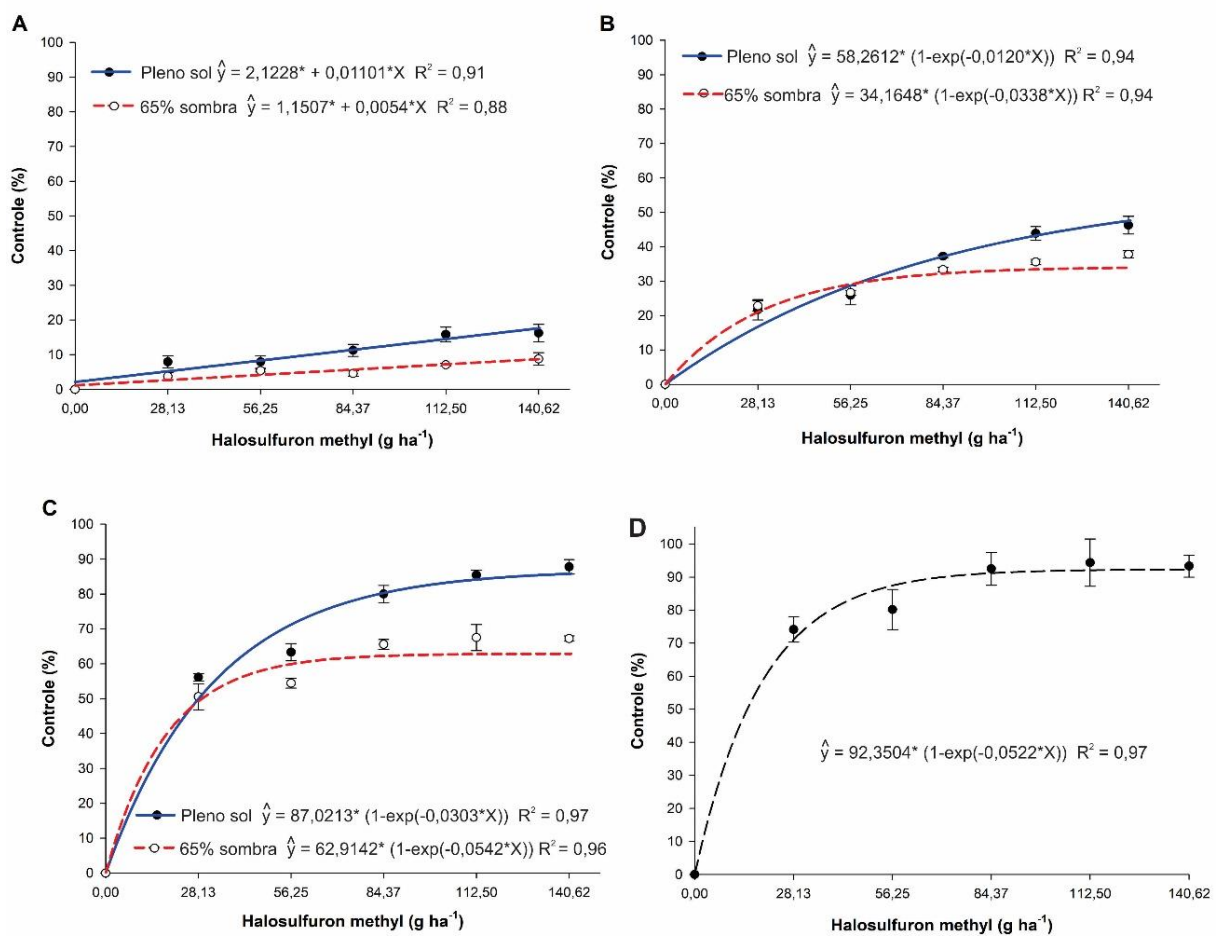 A
100
90
80
70
60
50
40
30
20
10
0
Controle (%)
Pleno sol ŷ = 2,1228* + 0,01101*X R² = 0,91
65% sombra ŷ = 1,1507* + 0,0054*X R² = 0,88
0,00 28,13 56,25 84,37 112,50 140,62
Halosulfuron methyl (g ha⁻¹)
B
100
90
80
70
60
50
40
30
20
10
0
Controle (%)
Pleno sol ŷ = 58,2612* (1-exp(-0,0120*X)) R² = 0,94
65% sombra ŷ = 34,1648* (1-exp(-0,0338*X)) R² = 0,94
0,00 28,13 56,25 84,37 112,50 140,62
Halosulfuron methyl (g ha⁻¹)
C
100
90
80
70
60
50
40
30
20
10
0
Controle (%)
Pleno sol ŷ = 87,0213* (1-exp(-0,0303*X)) R² = 0,97
65% sombra ŷ = 62,9142* (1-exp(-0,0542*X)) R² = 0,96
0,00 28,13 56,25 84,37 112,50 140,62
Halosulfuron methyl (g ha⁻¹)
D
100
90
80
70
60
50
40
30
20
10
0
Controle (%)
ŷ = 92,3504* (1-exp(-0,0522*X)) R² = 0,97
0,00 28,13 56,25 84,37 112,50 140,62
Halosulfuron methyl (g ha⁻¹)